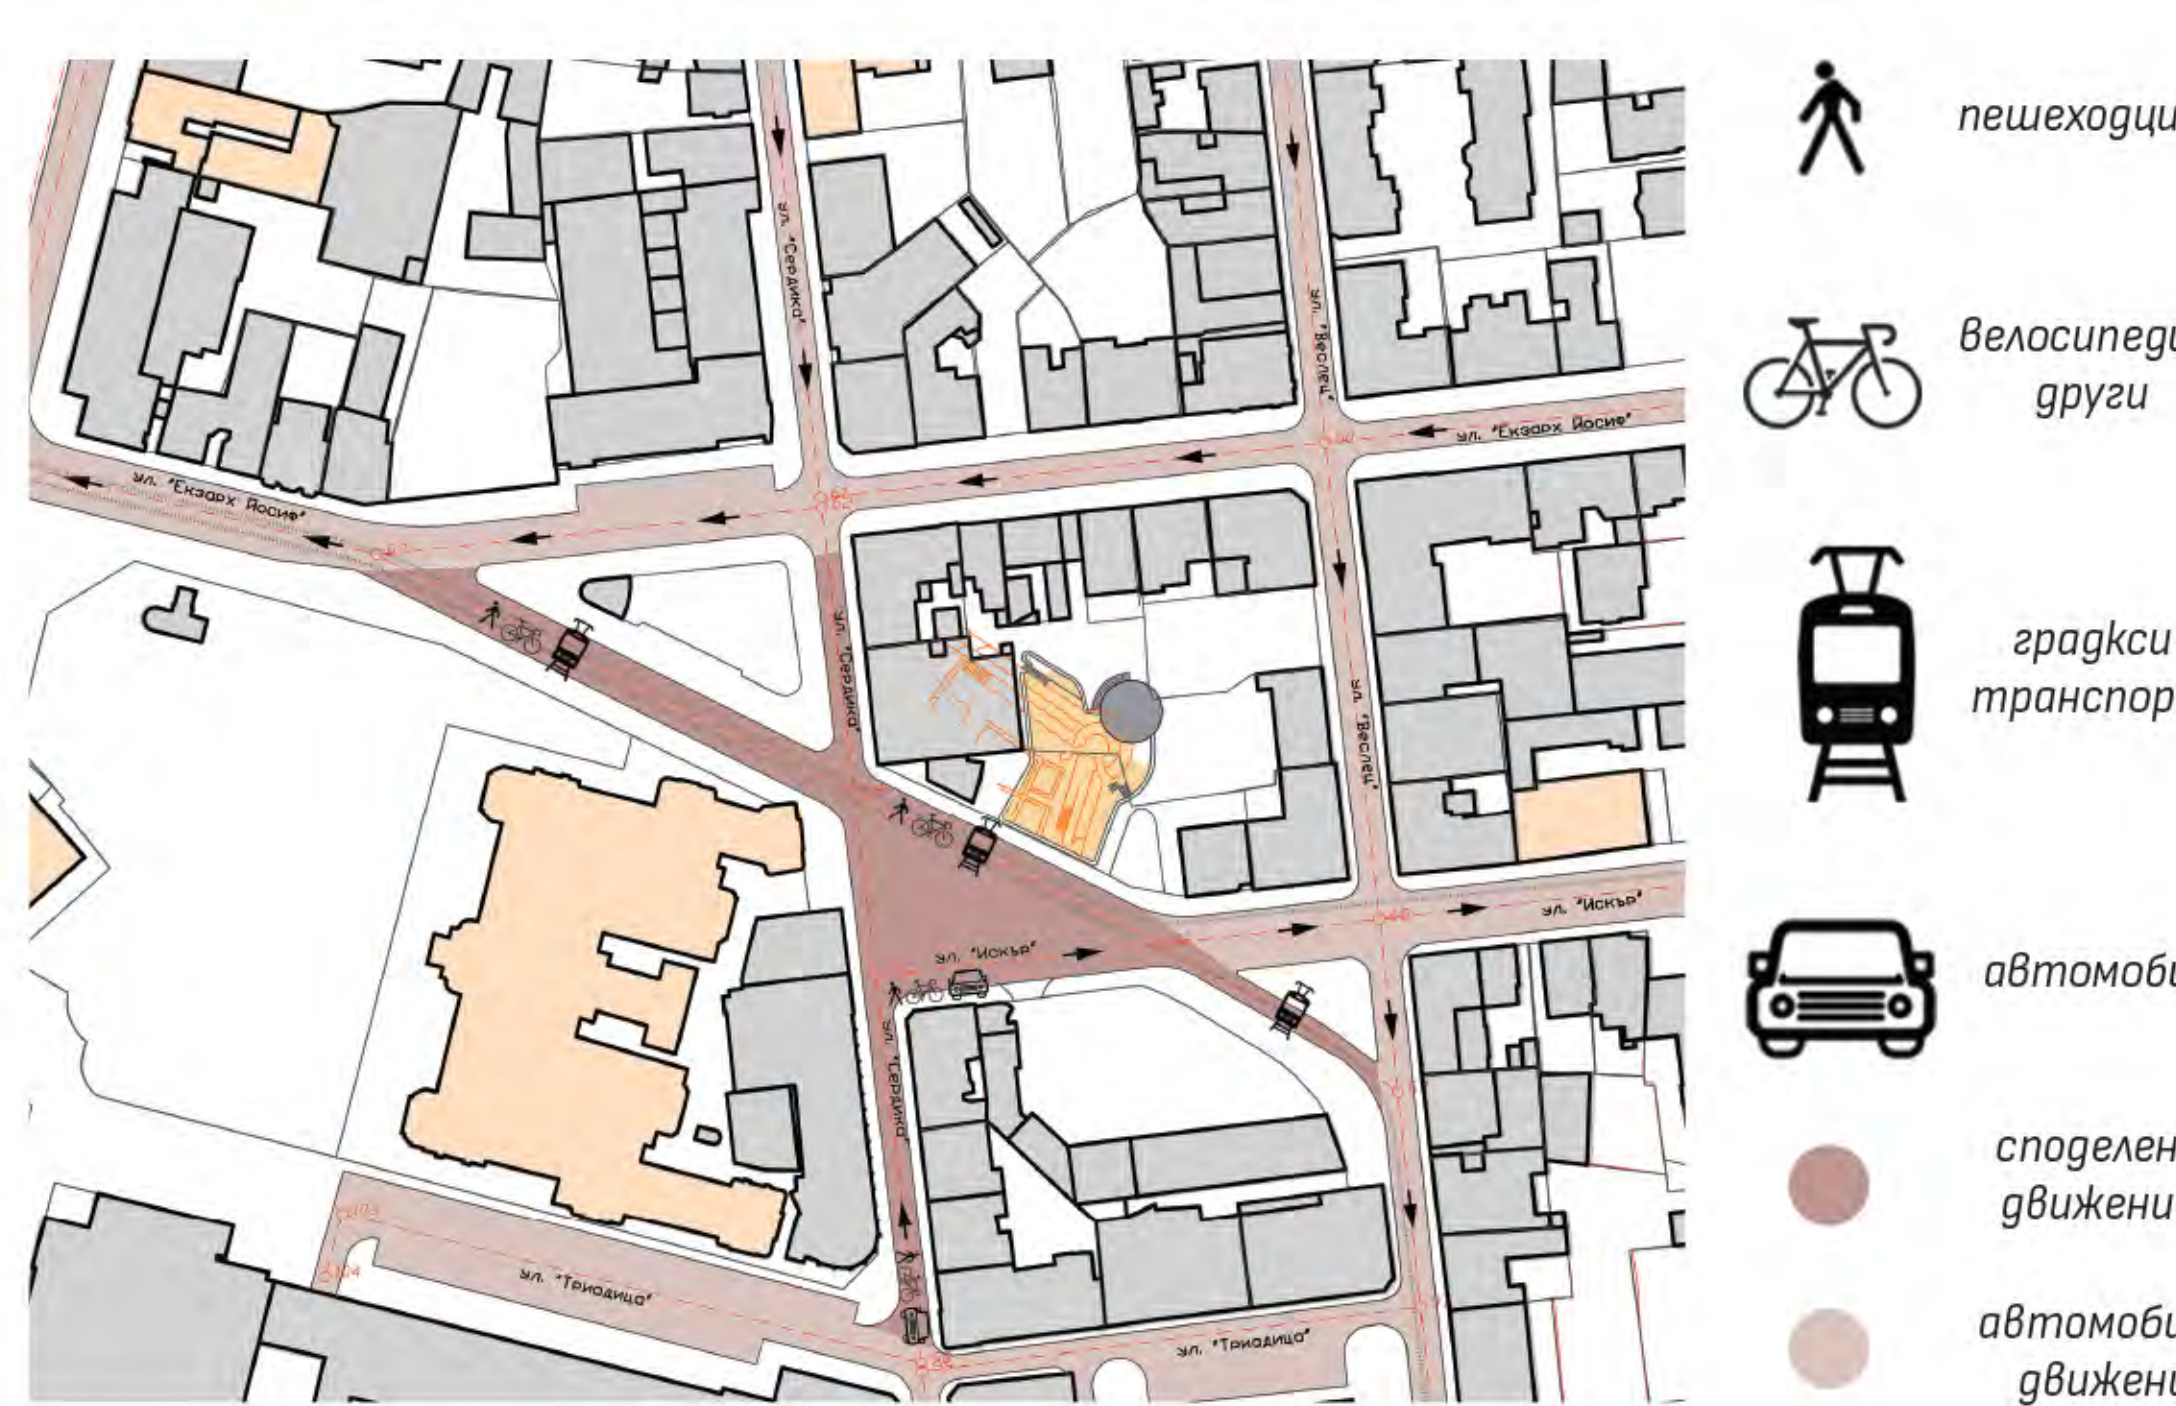 ул. "Сердика"
ул. "Веслец"
ул. "Екзарх Йосиф"
ул. "Екзарх Йосиф"
ул. "Сердика"
ул. "Веслец"
ул. "Искър"
ул. "Искър"
ул. "Сердика"
ул. "Триадица"
ул. "Триадица"
пешеходци
велосипеди
други
градкси
транспор
автомоби
споделен
движени
автомоби
движени